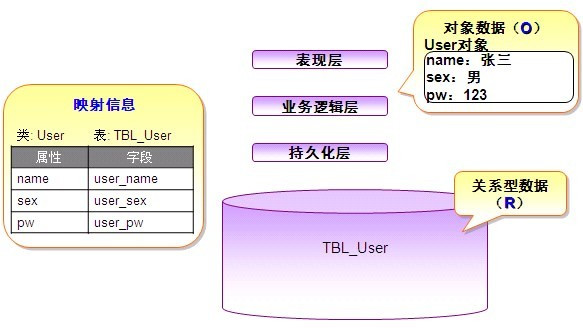 映射信息
类: User 表: TBL_User
属性 字段
name user_name
sex user_sex
pw user_pw
表现层
业务逻辑层
持久化层
对象数据（O）
User对象
name：张三
sex：男
pw：123
关系型数据
（R）
TBL_User